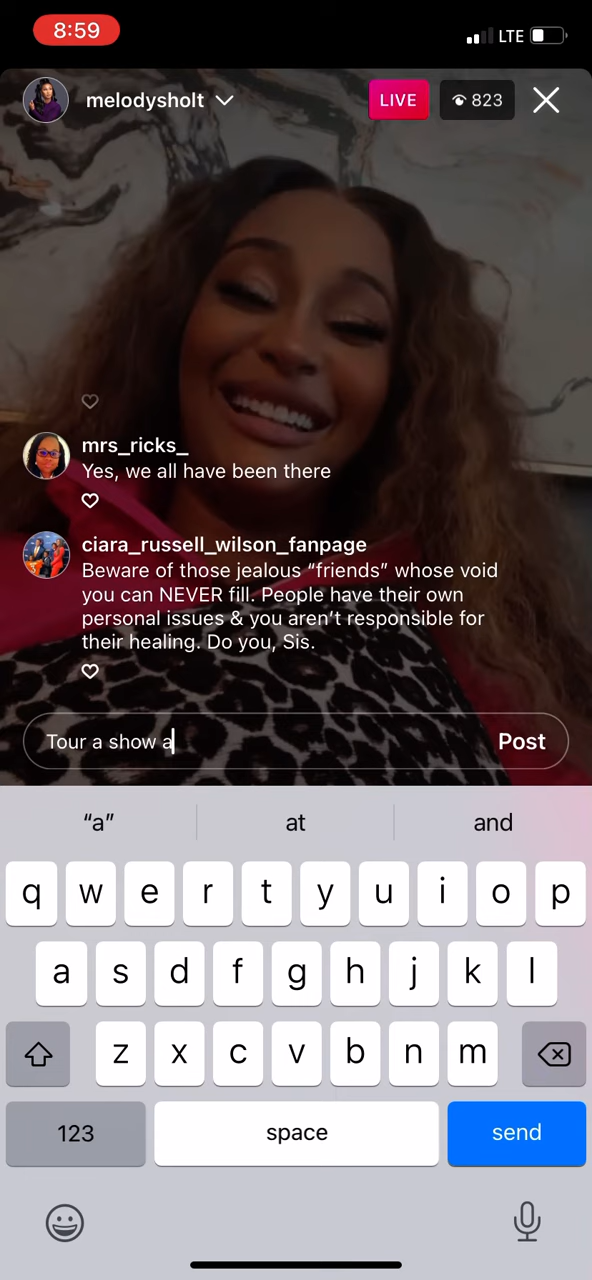 8:59
LTE
melodysholt
LIVE
823
mrs_ricks_
Yes, we all have been there
ciara_russell_wilson_fanpage
Beware of those jealous “friends” whose void
you can NEVER fill. People have their own
personal issues & you aren’t responsible for
their healing. Do you, Sis.
Tour a show a
Post
“a”
at
and
q w e r t y u i o p
a s d f g h j k l
z x c v b n m
123
space
send